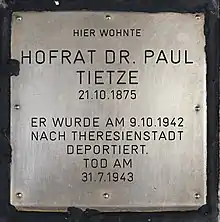 HIER WOHNTE
HOFRAT DR. PAUL
TIETZE
21.10.1875
ER WURDE AM 9.10.1942
NACH THERESIENSTADT
DEPORTIERT.
TOD AM
31.7.1943